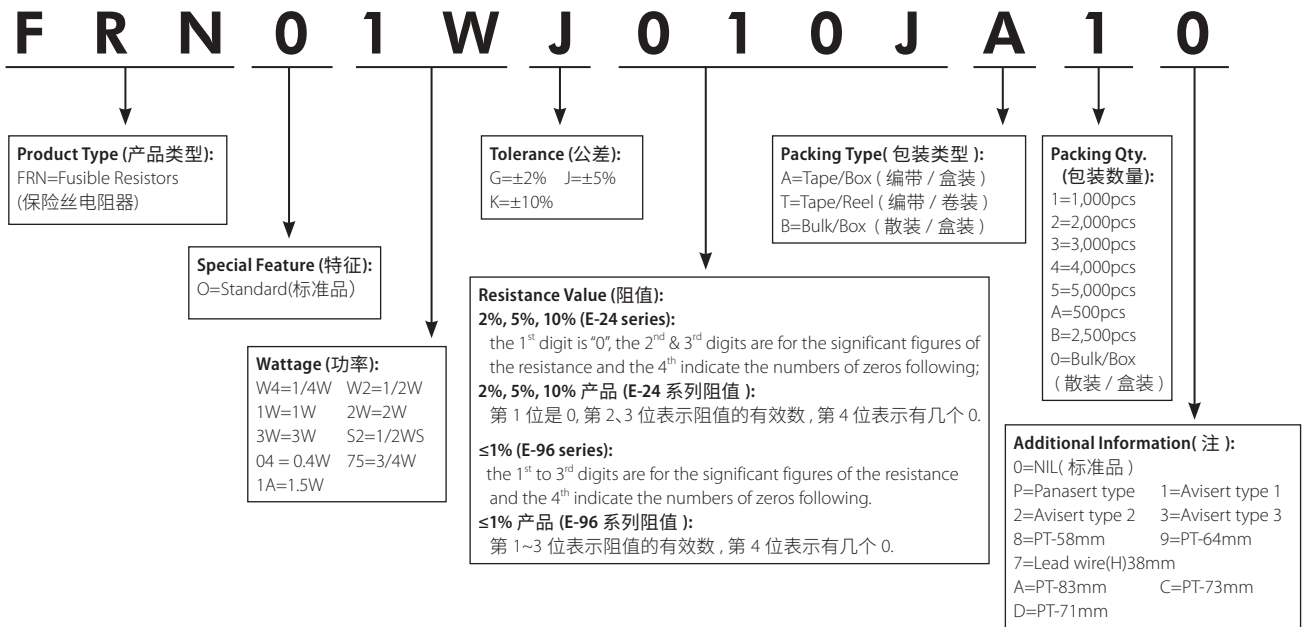 FRN01WJ010JA10
Product Type (产品类型):
FRN=Fusible Resistors
(保险丝电阻器)
Special Feature (特征):
O=Standard(标准品)
Wattage (功率):
W4=1/4W W2=1/2W
1W=1W 2W=2W
3W=3W S2=1/2WS
04 = 0.4W 75=3/4W
1A=1.5W
Tolerance (公差):
G=±2% J=±5%
K=±10%
Resistance Value (阻值):
2%, 5%, 10% (E-24 series):
the 1st digit is "0", the 2nd & 3rd digits are for the significant figures of
the resistance and the 4th indicate the numbers of zeros following;
2%, 5%, 10% 产品 (E-24 系列阻值 ):
第 1 位是 0, 第 2、3 位表示阻值的有效数 , 第 4 位表示有几个 0.
≤1% (E-96 series):
the 1st to 3rd digits are for the significant figures of the resistance
and the 4th indicate the numbers of zeros following.
≤1% 产品 (E-96 系列阻值 ):
第 1~3 位表示阻值的有效数 , 第 4 位表示有几个 0.
Packing Type( 包装类型 ):
A=Tape/Box ( 编带 / 盒装 )
T=Tape/Reel ( 编带 / 卷装 )
B=Bulk/Box ( 散装 / 盒装 )
Packing Qty.
(包装数量):
1=1,000pcs
2=2,000pcs
3=3,000pcs
4=4,000pcs
5=5,000pcs
A=500pcs
B=2,500pcs
0=Bulk/Box
( 散装 / 盒装 )
Additional Information( 注 ):
0=NIL( 标准品 )
P=Panasert type 1=Avisert type 1
2=Avisert type 2 3=Avisert type 3
8=PT-58mm 9=PT-64mm
7=Lead wire(H)38mm
A=PT-83mm C=PT-73mm
D=PT-71mm